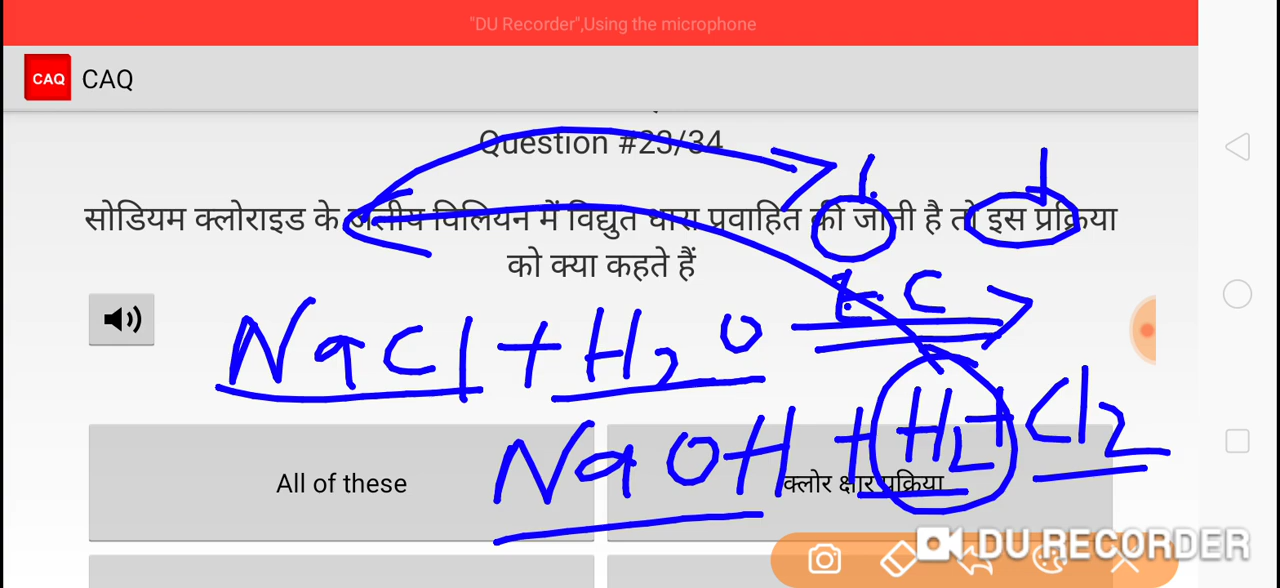 "DU Recorder",Using the microphone
CAQ CAQ
Question #23/34
सोडियम क्लोराइड के जलीय विलियन में विद्युत धारा प्रवाहित की जाती है तो इस प्रक्रिया
को क्या कहते हैं
E.C
NaCl + H2O
NaOH + H2 + Cl2
All of these
क्लोर क्षार प्रक्रिया
DU RECORDER